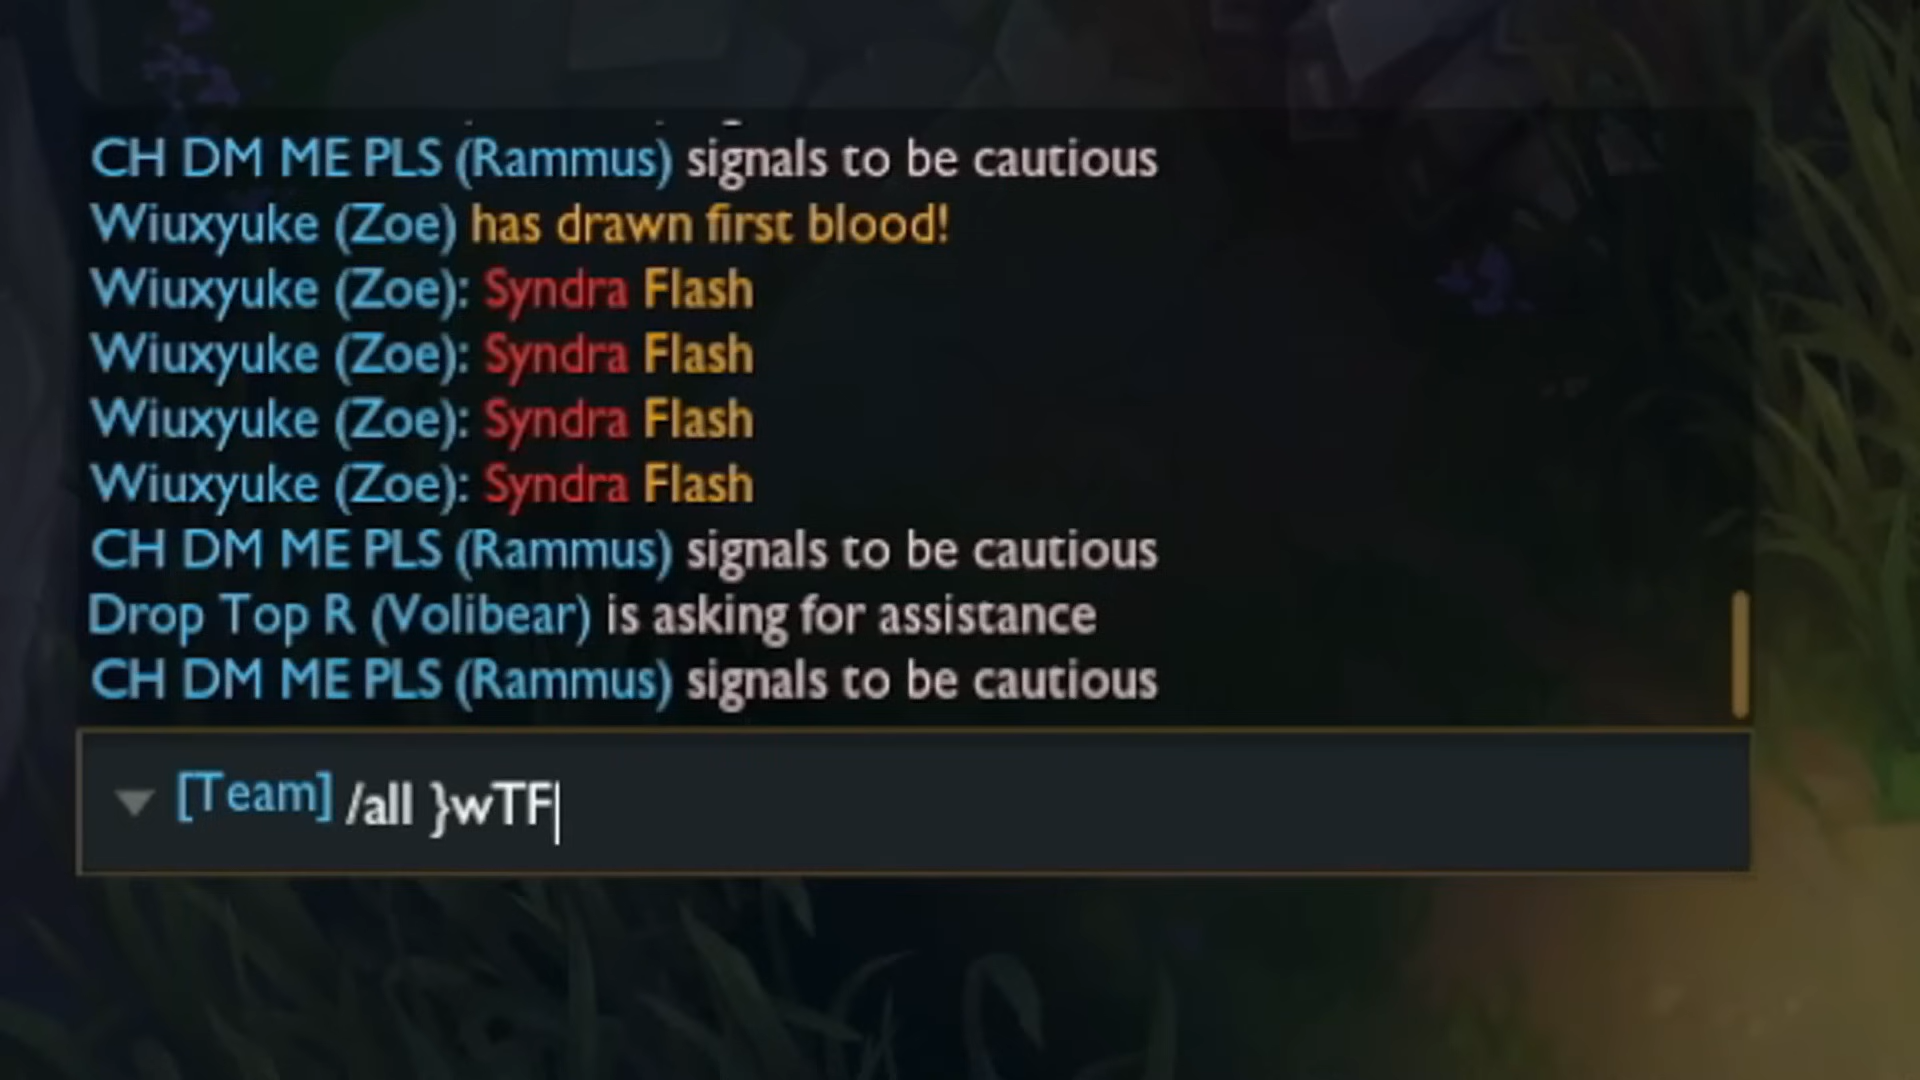 CH DM ME PLS (Rammus) signals to be cautious
Wiuxyuke (Zoe) has drawn first blood!
Wiuxyuke (Zoe): Syndra Flash
Wiuxyuke (Zoe): Syndra Flash
Wiuxyuke (Zoe): Syndra Flash
Wiuxyuke (Zoe): Syndra Flash
CH DM ME PLS (Rammus) signals to be cautious
Drop Top R (Volibear) is asking for assistance
CH DM ME PLS (Rammus) signals to be cautious
[Team] /all }wTF